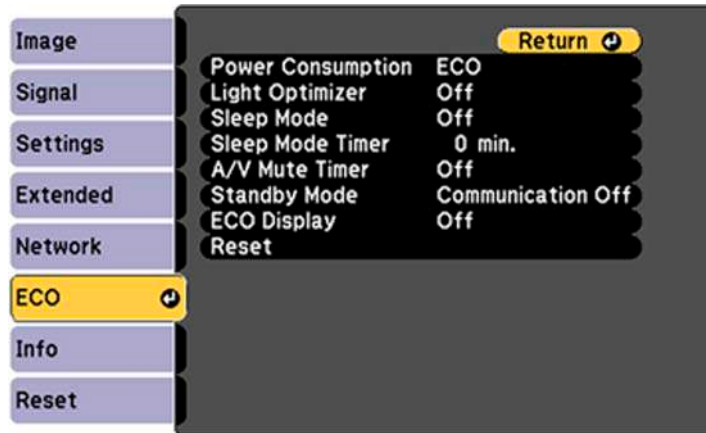 Image
Signal
Settings
Extended
Network
ECO
Info
Reset
Return
Power Consumption ECO
Light Optimizer Off
Sleep Mode Off
Sleep Mode Timer 0 min.
A/V Mute Timer Off
Standby Mode Communication Off
ECO Display Off
Reset